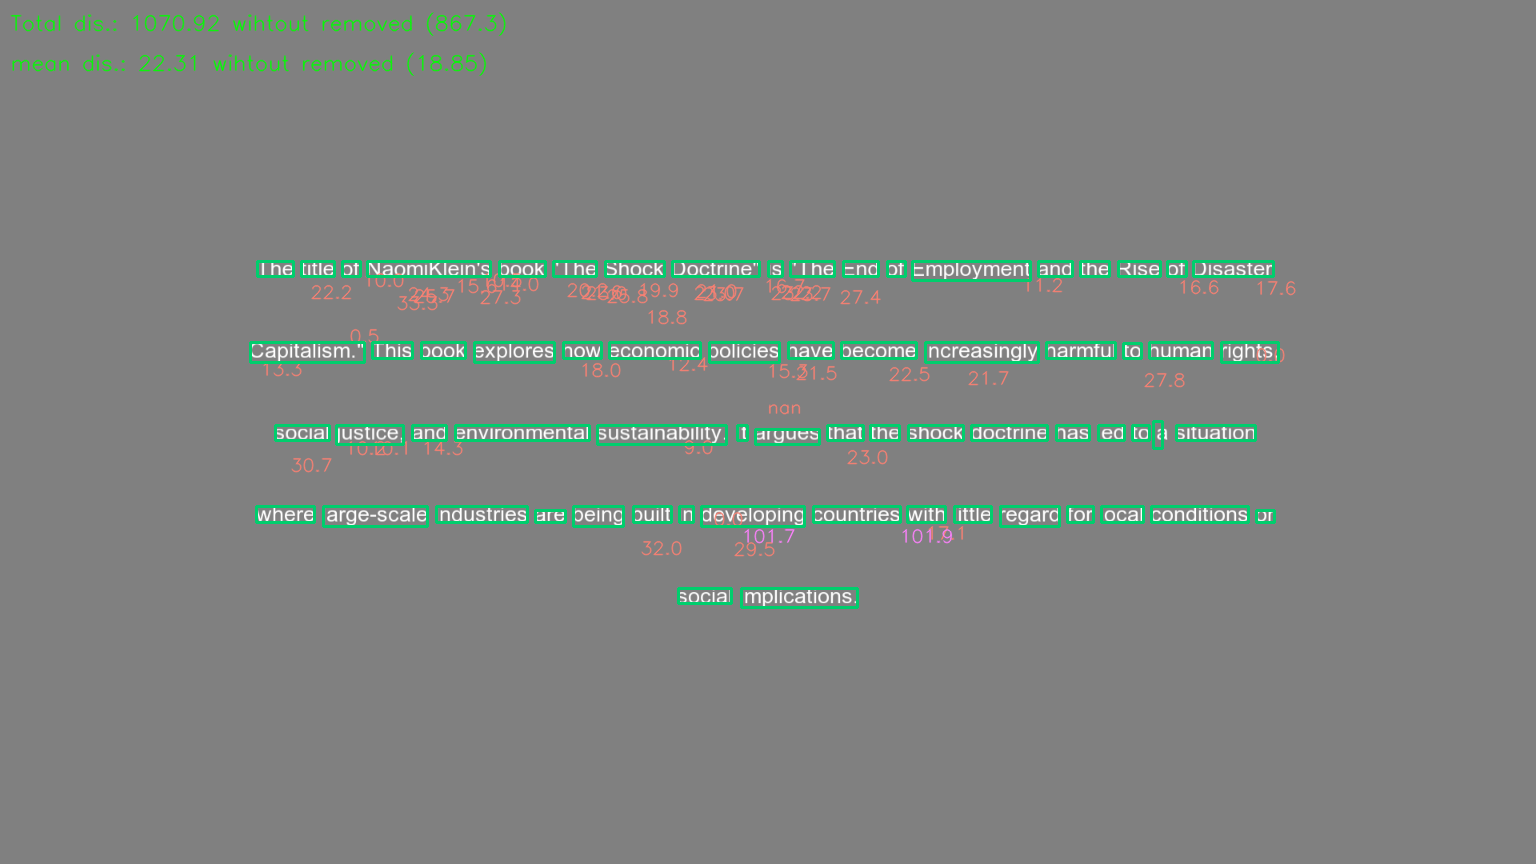 Total dis.: 1070.92 wihtout removed (867.3)
mean dis.: 22.31 wihtout removed (18.85)
The title of NaomiKlein's book "The Shock Doctrine" is "The End of Employment and the Rise of Disaster
10.0 22.2 33.5 24.3 26.7 15.6 27.3 20.2 26.8 19.9 21.0 23.7 16.7 22.2 27.4 11.2 16.6 17.6
18.8
0.5
Capitalism." This book explores how economic policies have become increasingly harmful to human rights,
13.3 18.0 12.4 15.3 21.5 22.5 21.7 27.8
nan
social justice, and environmental sustainability. It argues that the shock doctrine has led to a situation
30.7 10.2 14.3 9.0 23.0
where large-scale industries are being built in developing countries with little regard for local conditions or
32.0 29.5 101.7 101.9 17.1
social implications.